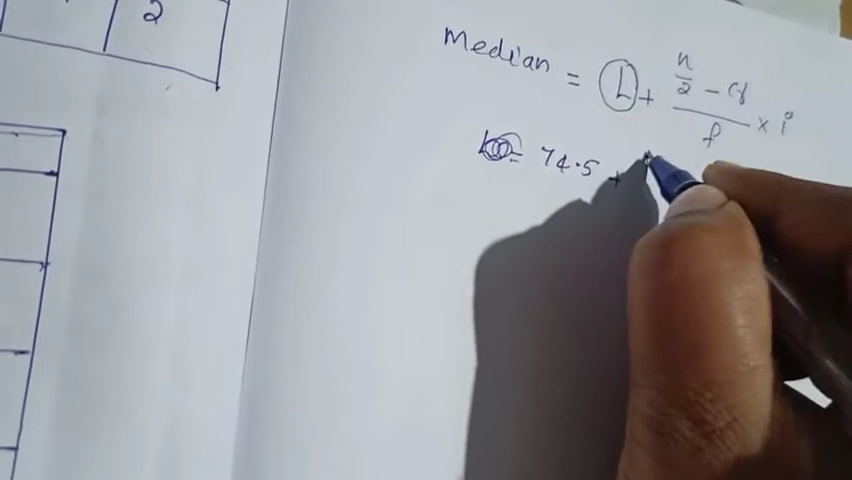 2
Median = L + n/2 - cf / f × i
= 74.5 +